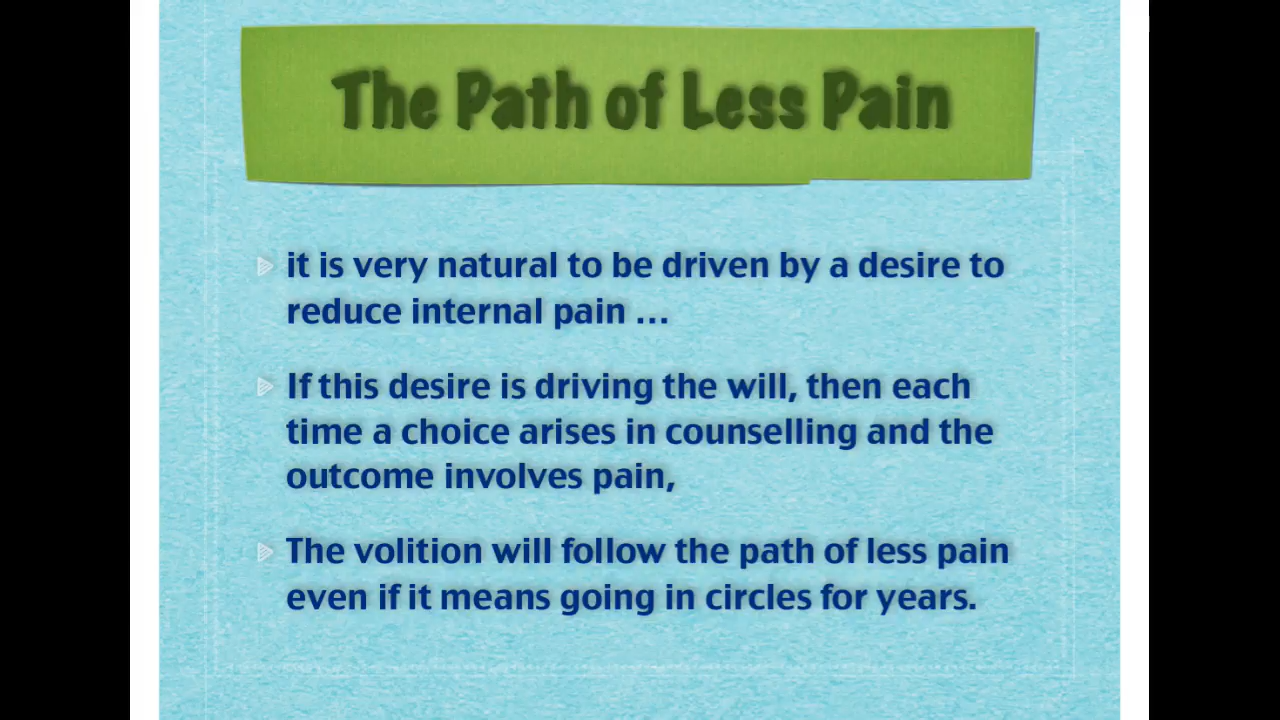 The Path of Less Pain
it is very natural to be driven by a desire to
reduce internal pain ...
If this desire is driving the will, then each
time a choice arises in counselling and the
outcome involves pain,
The volition will follow the path of less pain
even if it means going in circles for years.